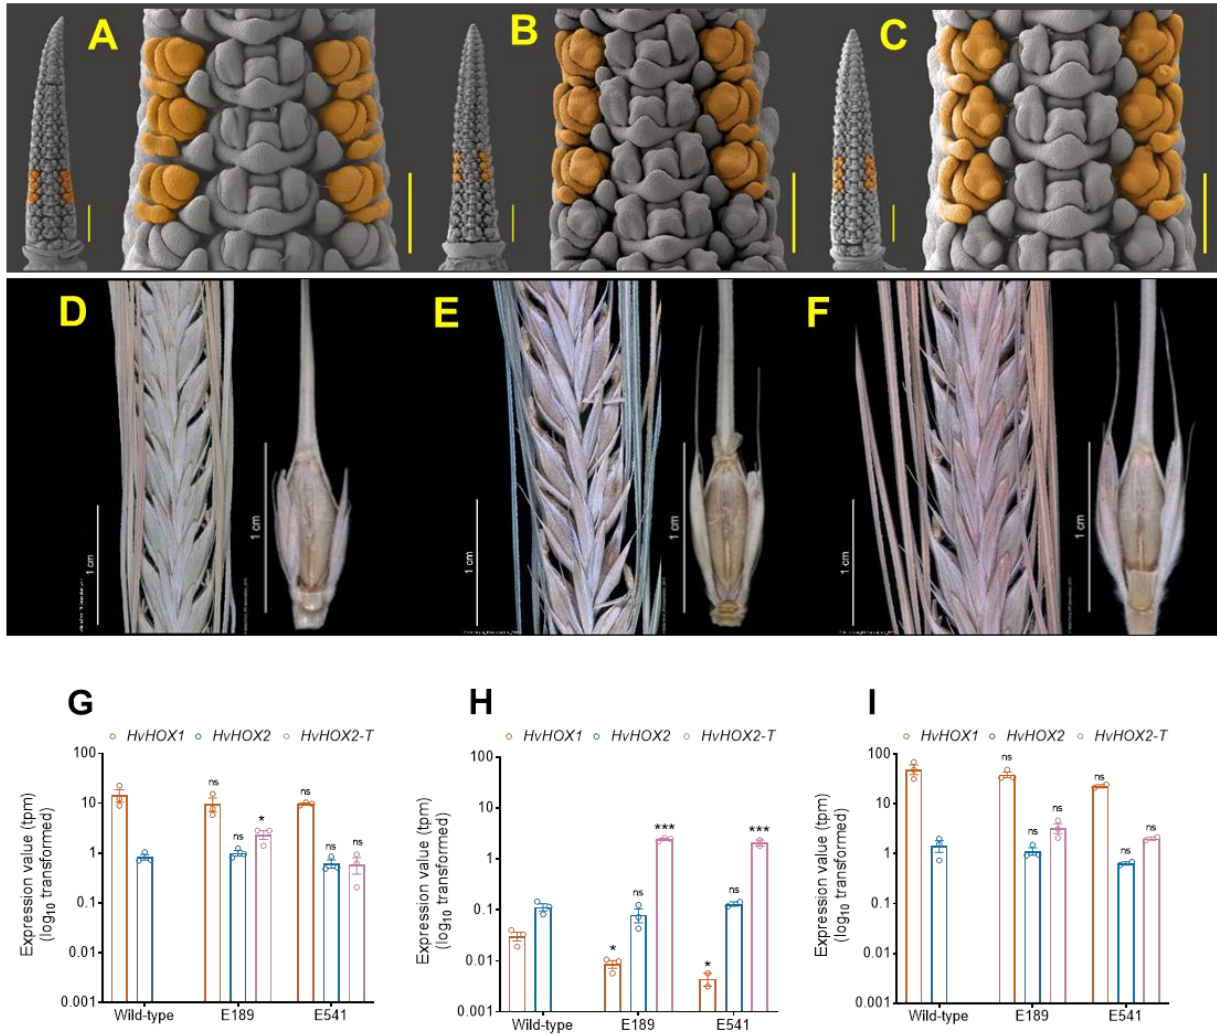 A
B
C
D
E
F
1 cm
1 cm
1 cm
1 cm
1 cm
1 cm
G
HvHOX1 HvHOX2 HvHOX2-T
Expression value (tpm)
(log10 transformed)
100
10
1
0.1
0.01
0.001
ns
ns
*
ns
ns
ns
Wild-type E189 E541
H
HvHOX1 HvHOX2 HvHOX2-T
Expression value (tpm)
(log10 transformed)
100
10
1
0.1
0.01
0.001
*
ns
***
*
ns
***
Wild-type E189 E541
I
HvHOX1 HvHOX2 HvHOX2-T
Expression value (tpm)
(log10 transformed)
100
10
1
0.1
0.01
0.001
ns
ns
ns
ns
ns
ns
Wild-type E189 E541